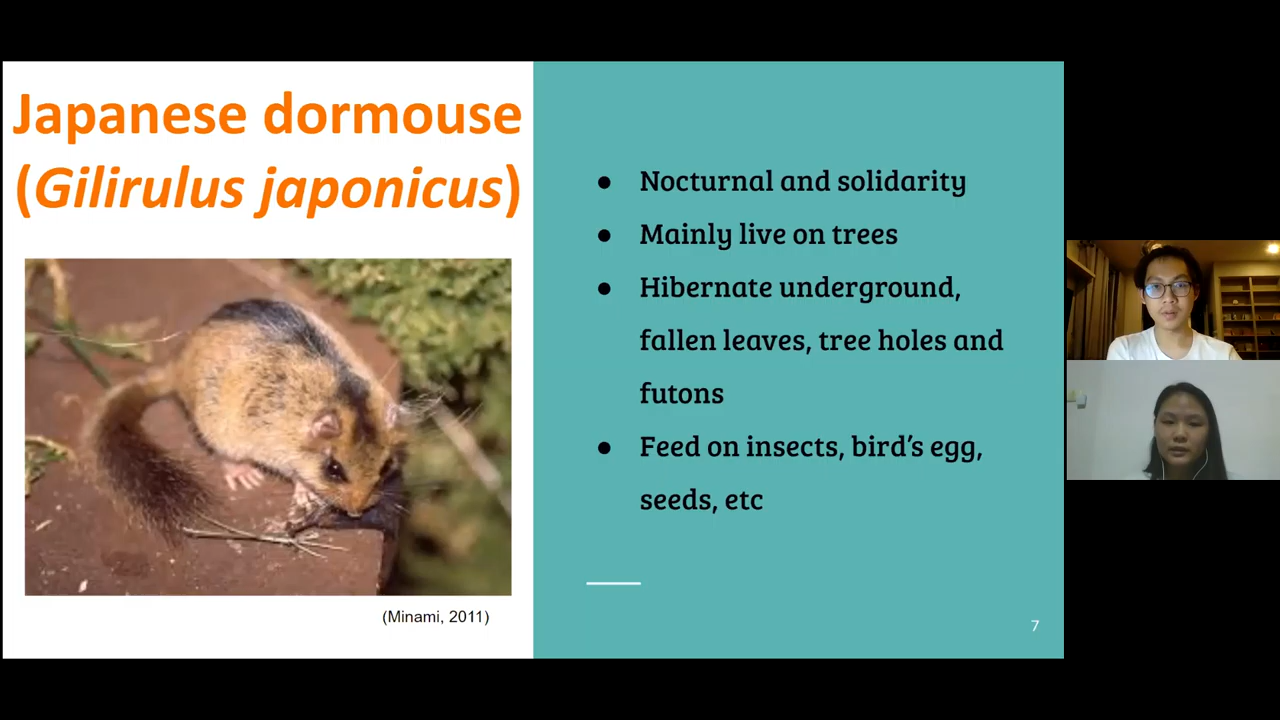 Japanese dormouse
(Gilirulus japonicus)
(Minami, 2011)
● Nocturnal and solidarity
● Mainly live on trees
● Hibernate underground,
fallen leaves, tree holes and
futons
● Feed on insects, bird’s egg,
seeds, etc
7